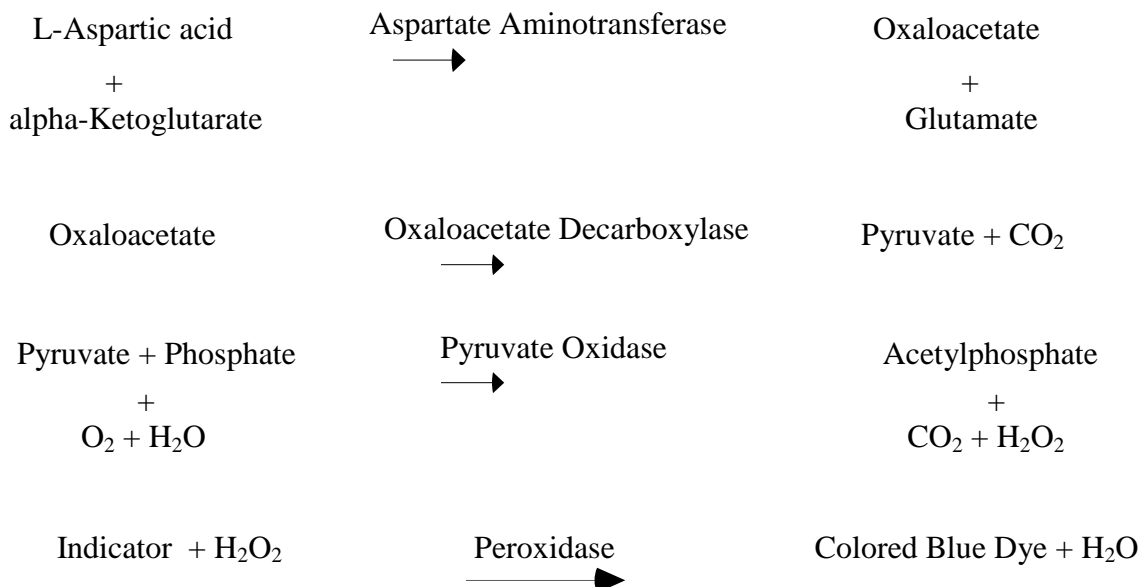 L-Aspartic acid Aspartate Aminotransferase Oxaloacetate
+ +
alpha-Ketoglutarate Glutamate
Oxaloacetate Oxaloacetate Decarboxylase Pyruvate + CO₂
Pyruvate + Phosphate Pyruvate Oxidase Acetylphosphate
+ +
O₂ + H₂O CO₂ + H₂O₂
Indicator + H₂O₂ Peroxidase Colored Blue Dye + H₂O